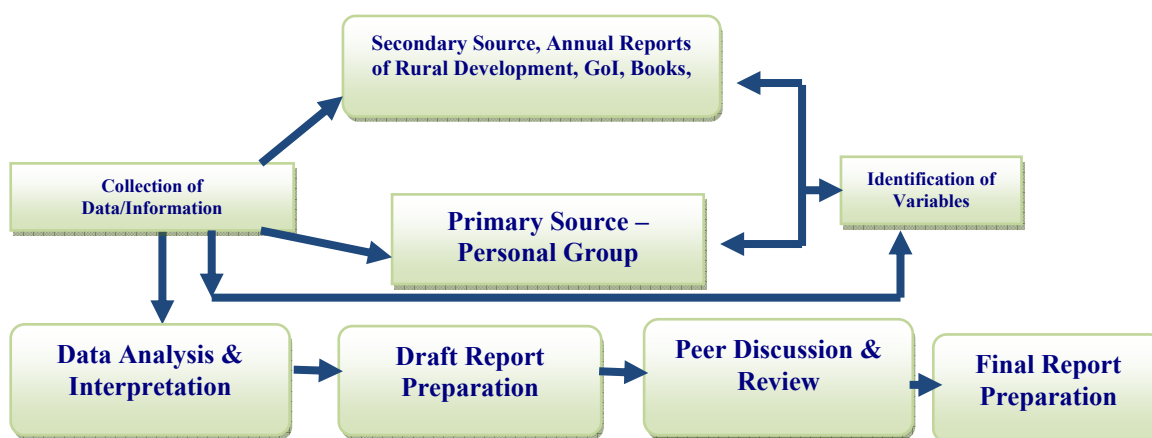 Secondary Source, Annual Reports
of Rural Development, GoI, Books,
Collection of
Data/Information
Identification of
Variables
Primary Source –
Personal Group
Data Analysis &
Interpretation
Draft Report
Preparation
Peer Discussion &
Review
Final Report
Preparation